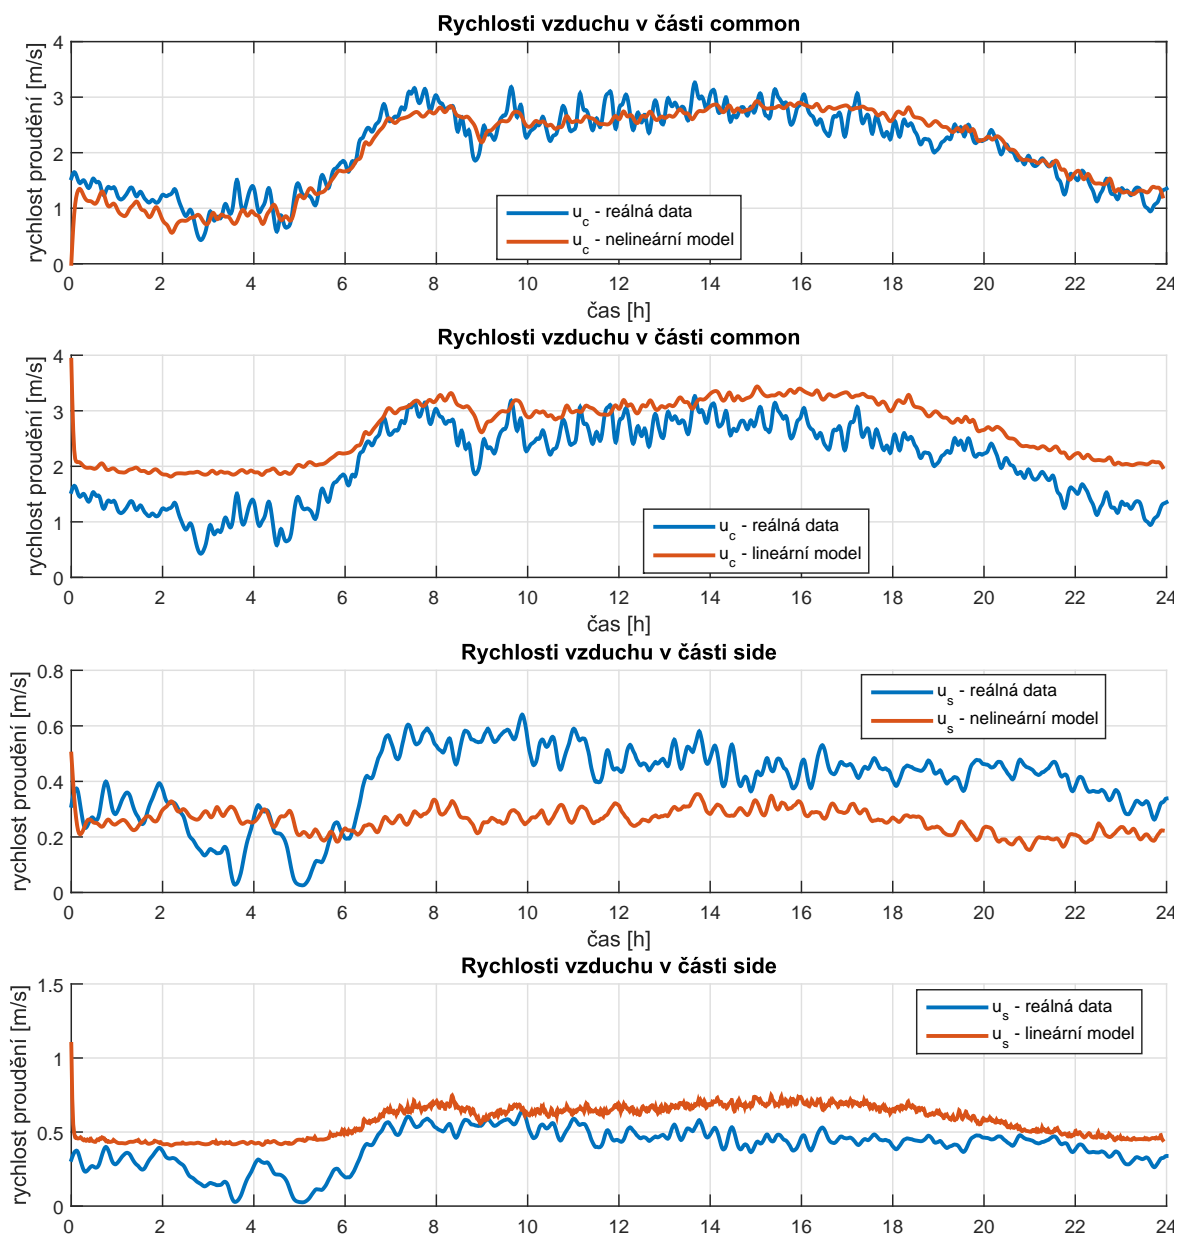 Rychlosti vzduchu v části common
rychlost proudění [m/s]
4
3
2
1
0
0 2 4 6 8 10 12 14 16 18 20 22 24
čas [h]
u_c - reálná data
u_c - nelineární model
Rychlosti vzduchu v části common
rychlost proudění [m/s]
4
3
2
1
0
0 2 4 6 8 10 12 14 16 18 20 22 24
čas [h]
u_c - reálná data
u_c - lineární model
Rychlosti vzduchu v části side
rychlost proudění [m/s]
0.8
0.6
0.4
0.2
0
0 2 4 6 8 10 12 14 16 18 20 22 24
čas [h]
u_s - reálná data
u_s - nelineární model
Rychlosti vzduchu v části side
rychlost proudění [m/s]
1.5
1
0.5
0
0 2 4 6 8 10 12 14 16 18 20 22 24
u_s - reálná data
u_s - lineární model